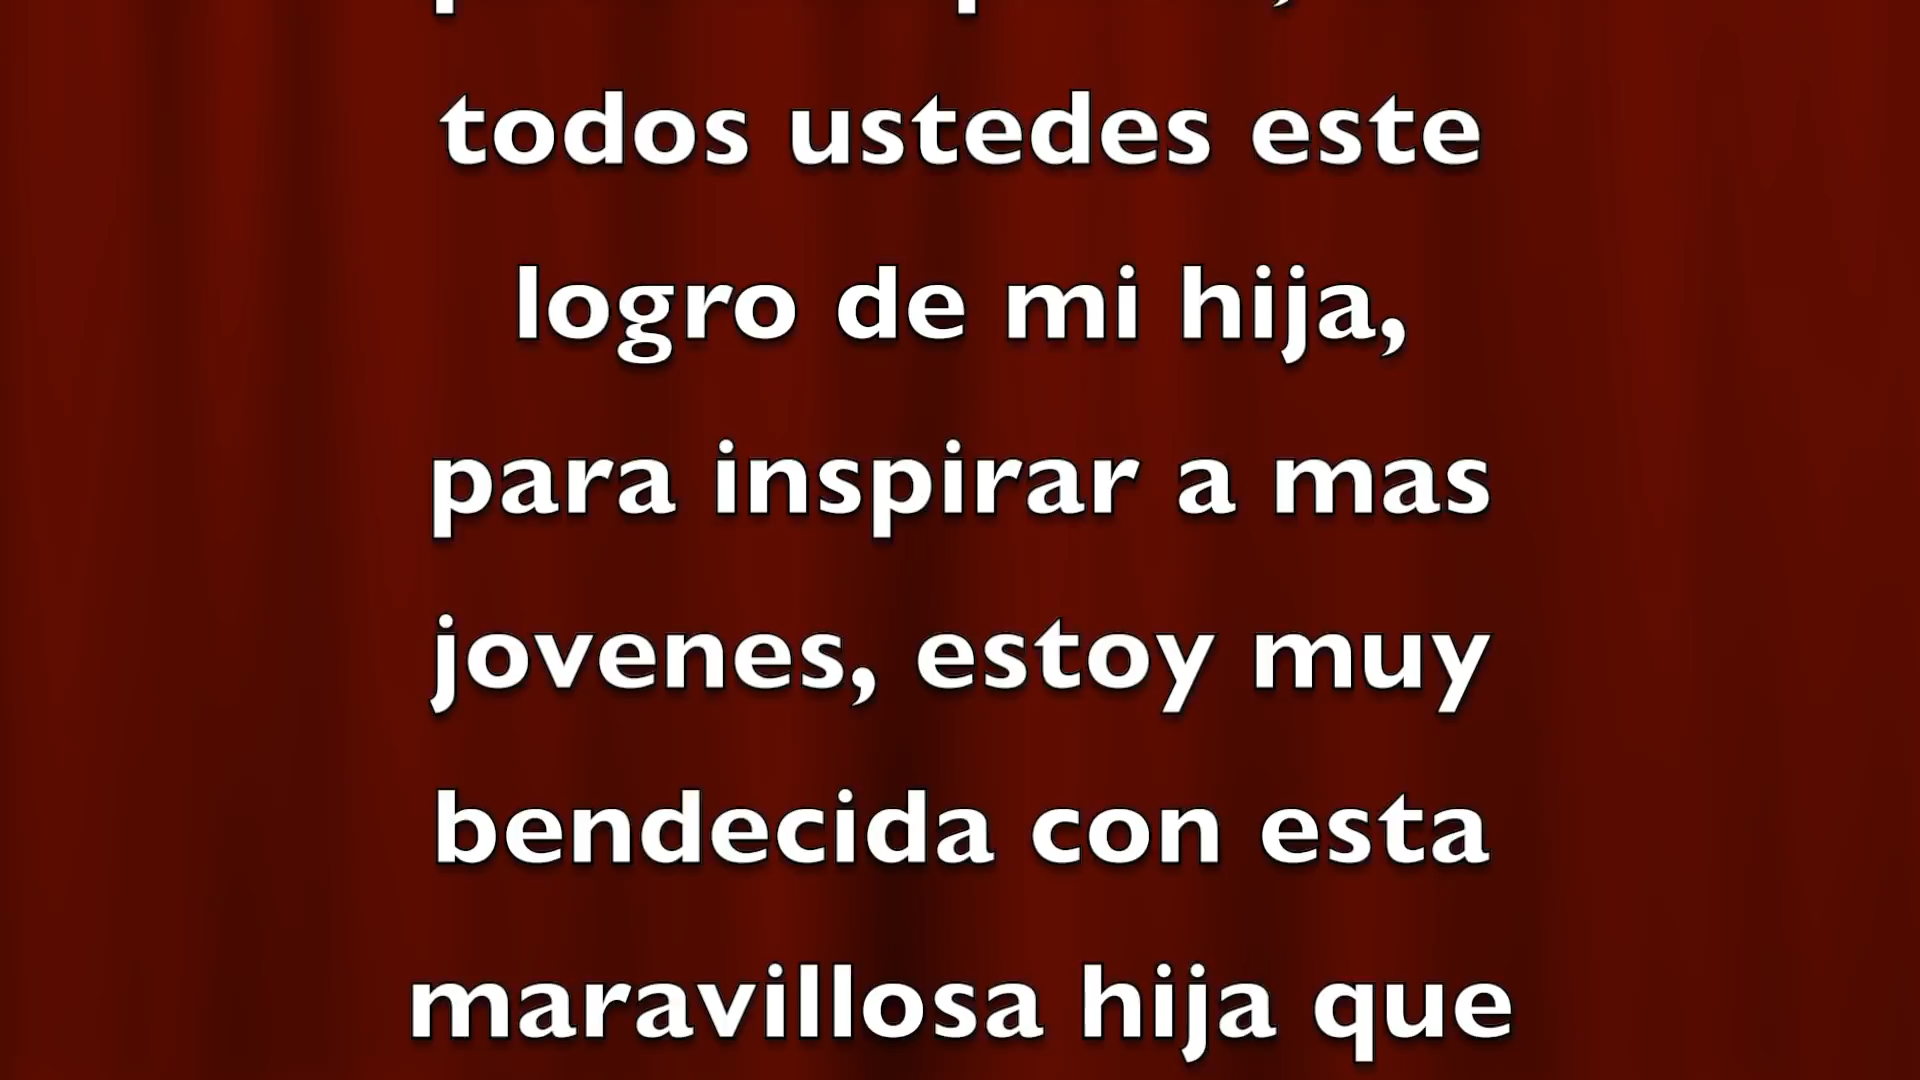 todos ustedes este
logro de mi hija,
para inspirar a mas
jovenes, estoy muy
bendecida con esta
maravillosa hija que